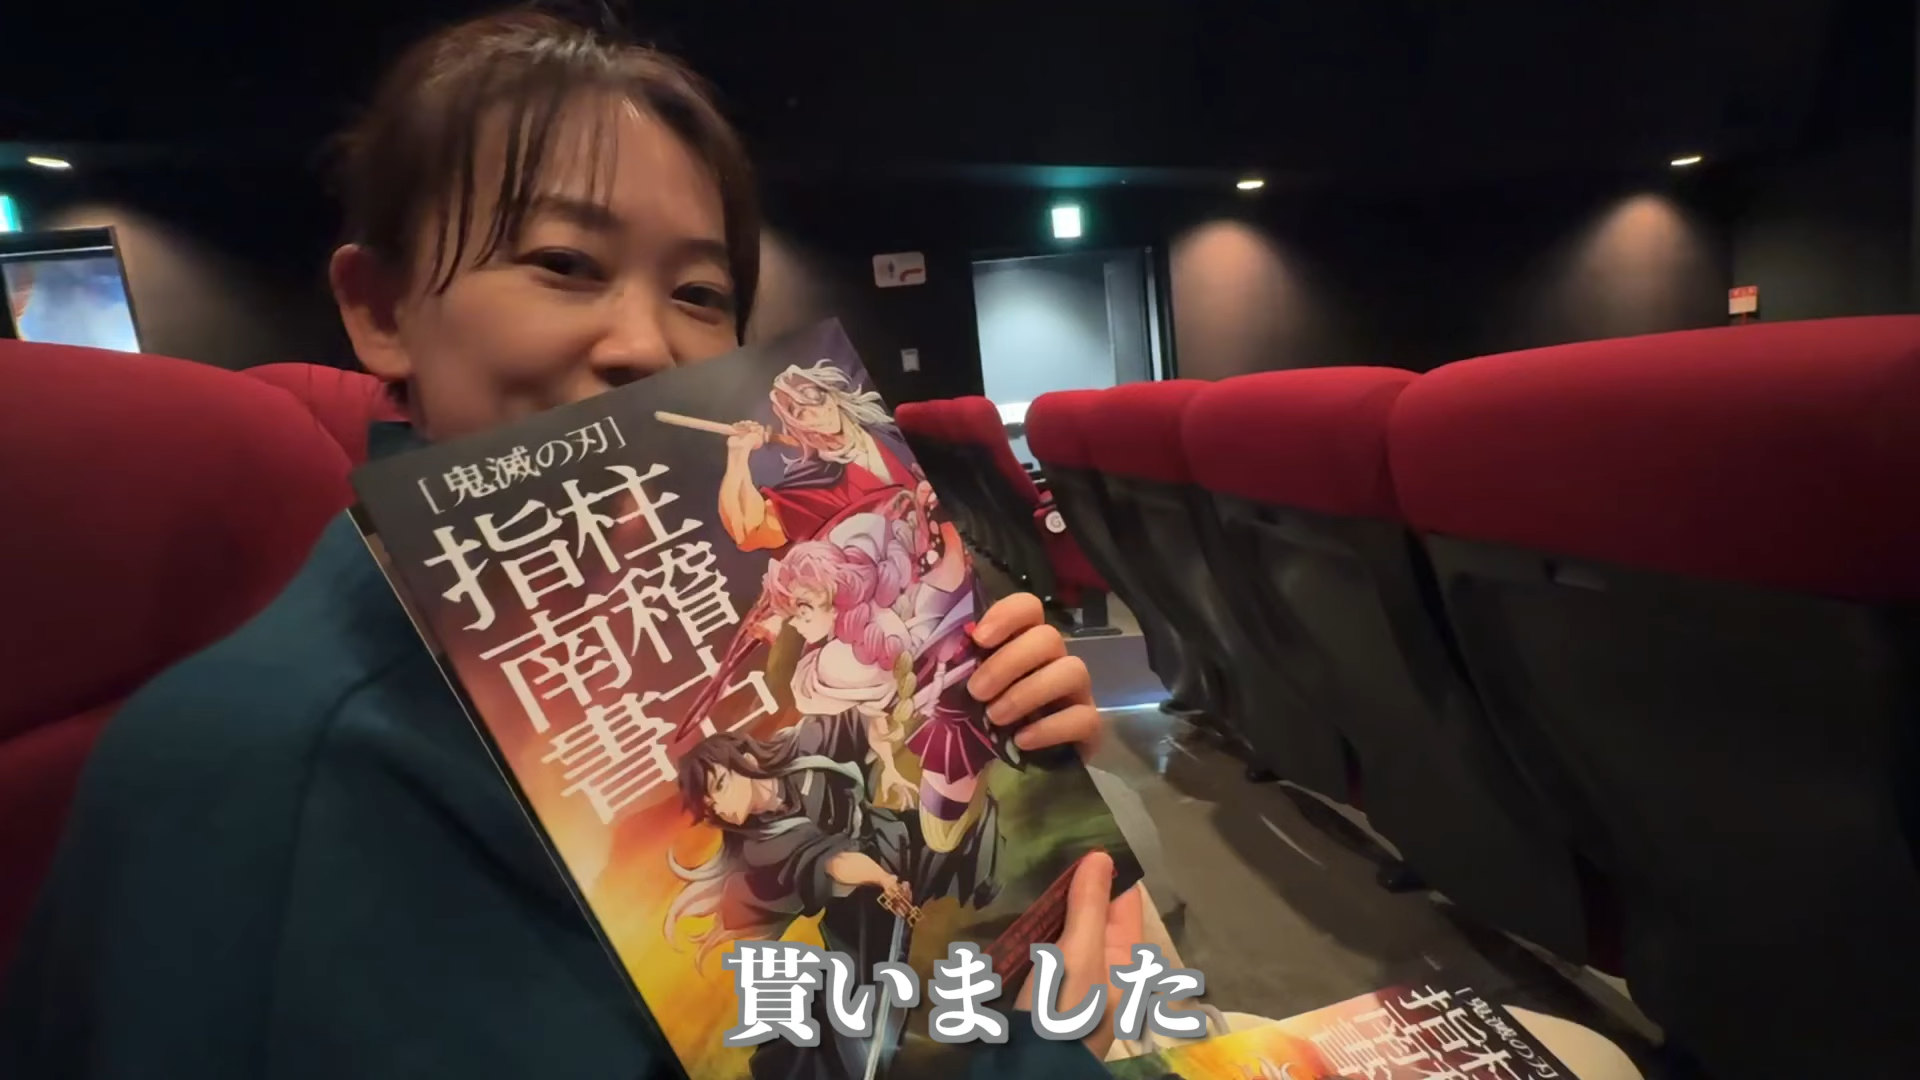 [鬼滅の刃]
柱稽古
指南書
貰いました
[鬼滅の刃]